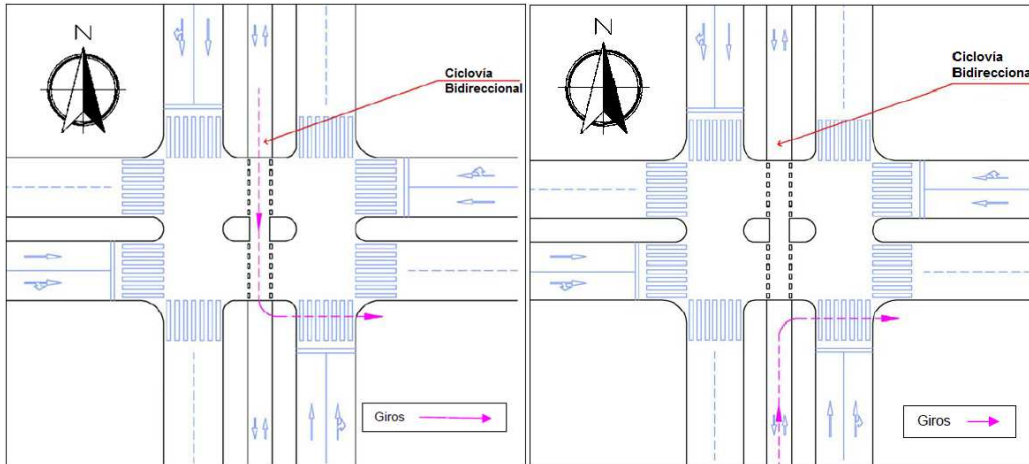 N
Ciclovía
Bidireccional
Giros
N
Ciclovía
Bidireccional
Giros